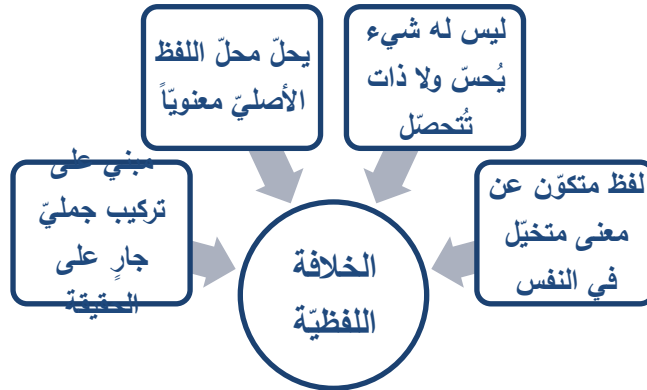 ليس له شيء
يُحسّ ولا ذات
تُتحصّل
يحلّ محلّ اللفظ
الأصليّ معنويّاً
لفظ متكوّن عن
معنى متخيّل
في النفس
مبني على
تركيب جمليّ
جارٍ على
الحقيقة
الخلافة
اللفظيّة